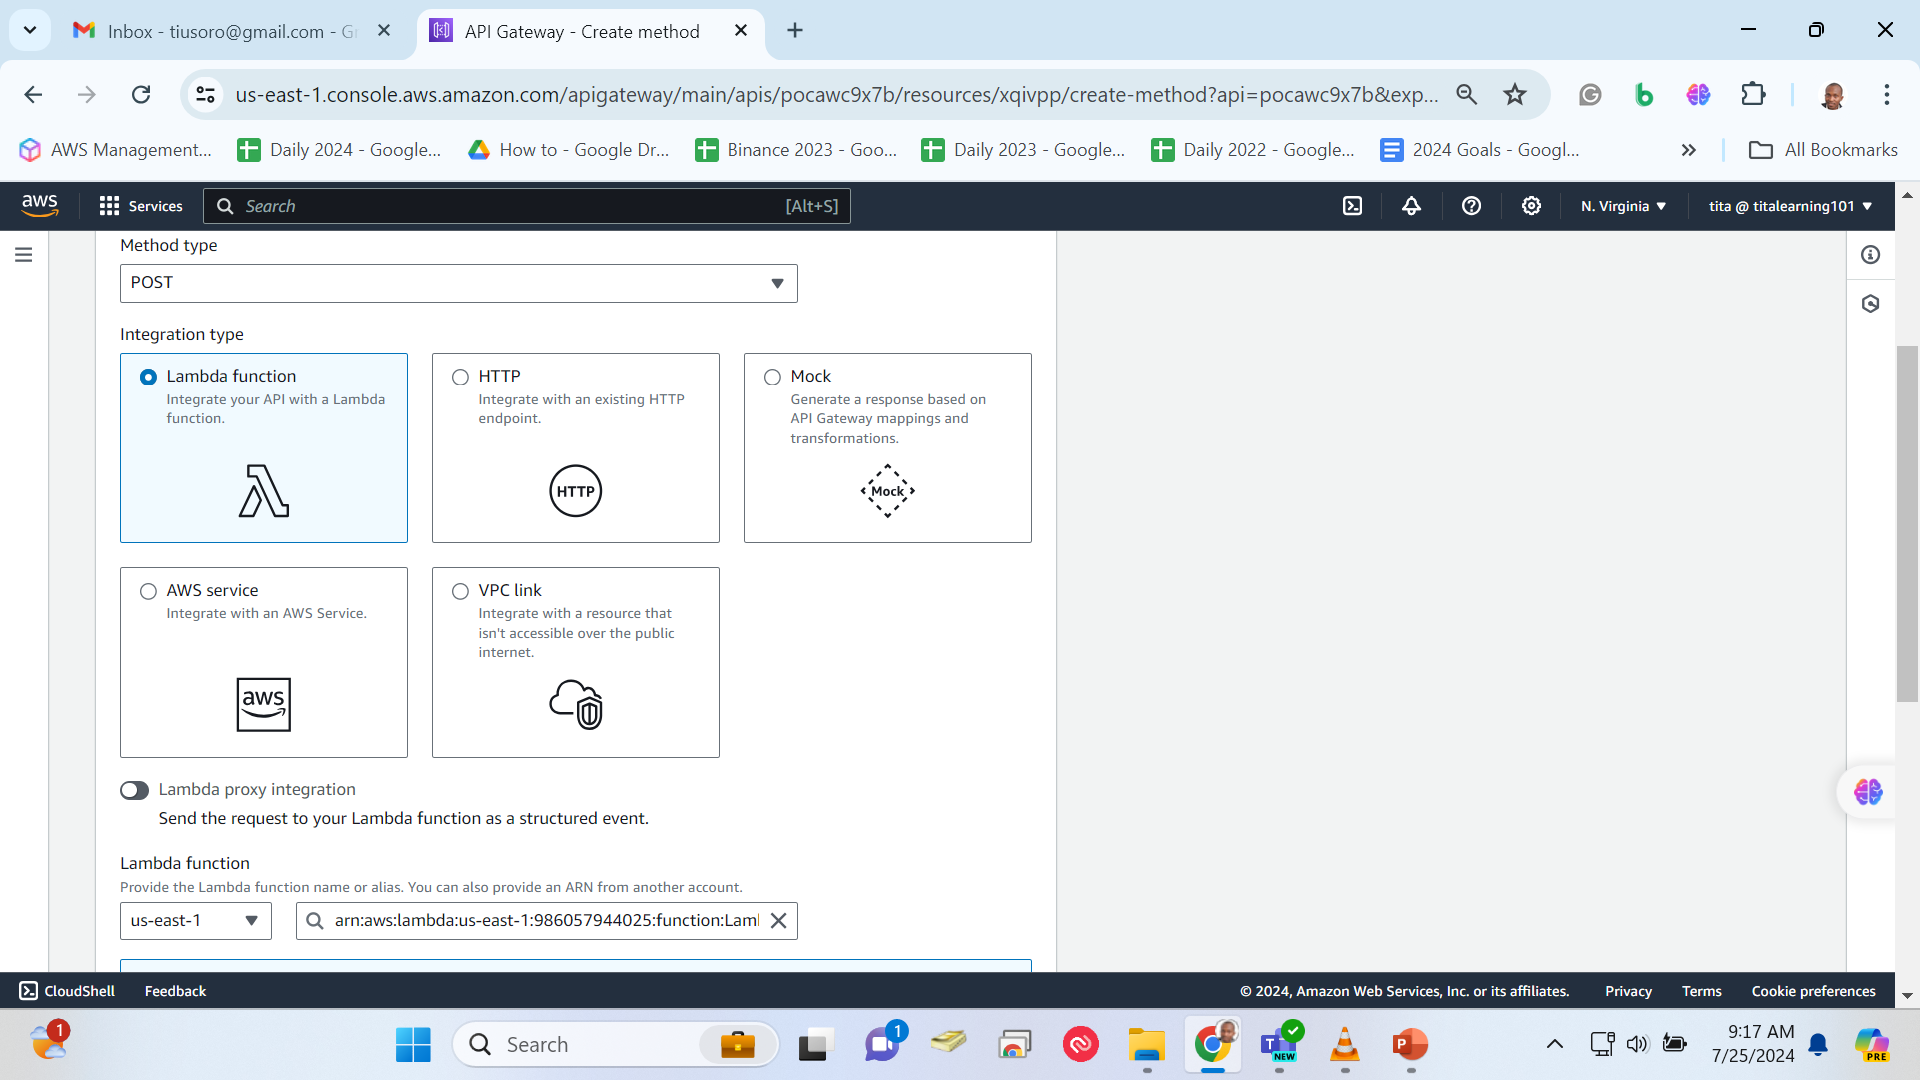 Inbox - tiusoro@gmail.com - G
API Gateway - Create method
us-east-1.console.aws.amazon.com/apigateway/main/apis/pocawc9x7b/resources/xqivpp/create-method?api=pocawc9x7b&exp...
AWS Management...
Daily 2024 - Google...
How to - Google Dr...
Binance 2023 - Goo...
Daily 2023 - Google...
Daily 2022 - Google...
2024 Goals - Googl...
All Bookmarks
aws
Services
Search
[Alt+S]
N. Virginia
tita @ titalearning101
Method type
POST
Integration type
Lambda function
Integrate your API with a Lambda
function.
HTTP
Integrate with an existing HTTP
endpoint.
HTTP
Mock
Generate a response based on
API Gateway mappings and
transformations.
Mock
AWS service
Integrate with an AWS Service.
aws
VPC link
Integrate with a resource that
isn't accessible over the public
internet.
Lambda proxy integration
Send the request to your Lambda function as a structured event.
Lambda function
Provide the Lambda function name or alias. You can also provide an ARN from another account.
us-east-1
arn:aws:lambda:us-east-1:986057944025:function:Lam
CloudShell
Feedback
© 2024, Amazon Web Services, Inc. or its affiliates.
Privacy
Terms
Cookie preferences
1
Search
1
NEW
9:17 AM
7/25/2024
PRE